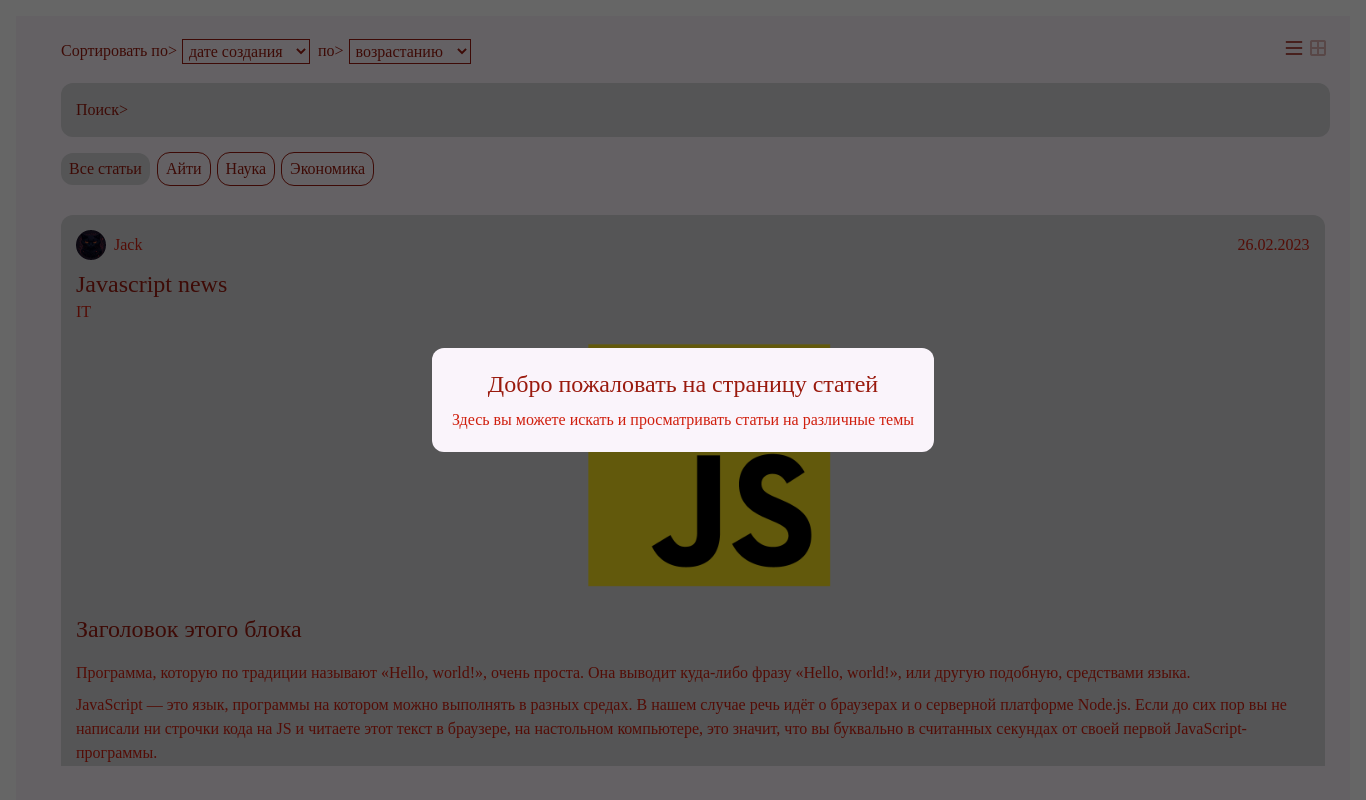 Сортировать по> дате создания по> возрастанию
Поиск>
Все статьи Айти Наука Экономика
Jack 26.02.2023
Javascript news
IT
Добро пожаловать на страницу статей
Здесь вы можете искать и просматривать статьи на различные темы
JS
Заголовок этого блока
Программа, которую по традиции называют «Hello, world!», очень проста. Она выводит куда-либо фразу «Hello, world!», или другую подобную, средствами языка.
JavaScript — это язык, программы на котором можно выполнять в разных средах. В нашем случае речь идёт о браузерах и о серверной платформе Node.js. Если до сих пор вы не
написали ни строчки кода на JS и читаете этот текст в браузере, на настольном компьютере, это значит, что вы буквально в считанных секундах от своей первой JavaScript-
программы.